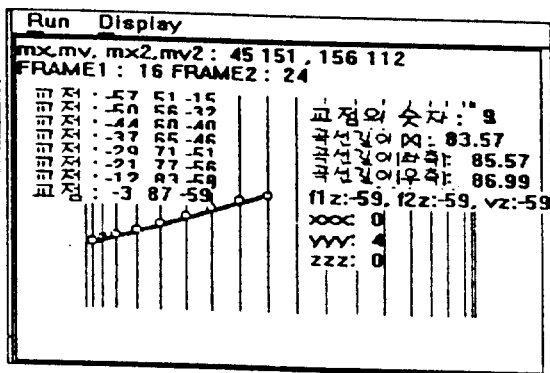 Run Display
mx,mv, mx2,mv2 : 45 151 , 156 112
FRAME1 : 16 FRAME2 : 24
교 점 : -57 51 -15
교 점 : -50 56 -32
교 점 : -44 60 -40
교 점 : -37 65 -46
교 점 : -29 71 -51
교 점 : -21 77 -56
교 점 : -12 83 -58
교 점 : -3 87 -59
교 점의 숫자 : 9
곡선길이 : 83.57
곡선길이좌측: 85.57
곡선길이우측: 86.99
f1z:-59, f2z:-59, vz:-59
xxx: 0
yyy: 4
zzz: 0